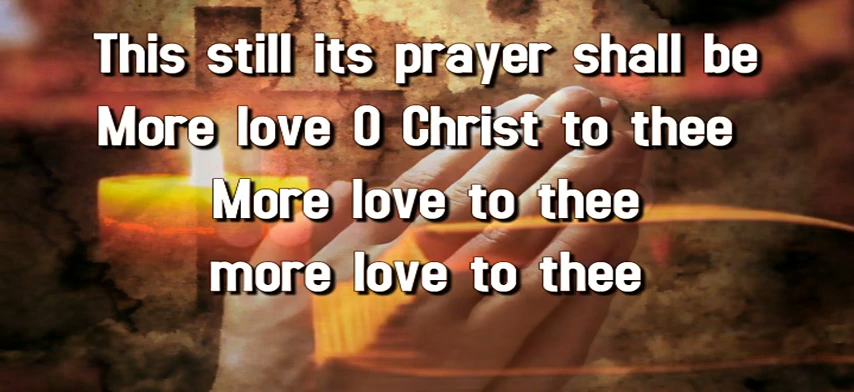 This still its prayer shall be
More love O Christ to thee
More love to thee
more love to thee